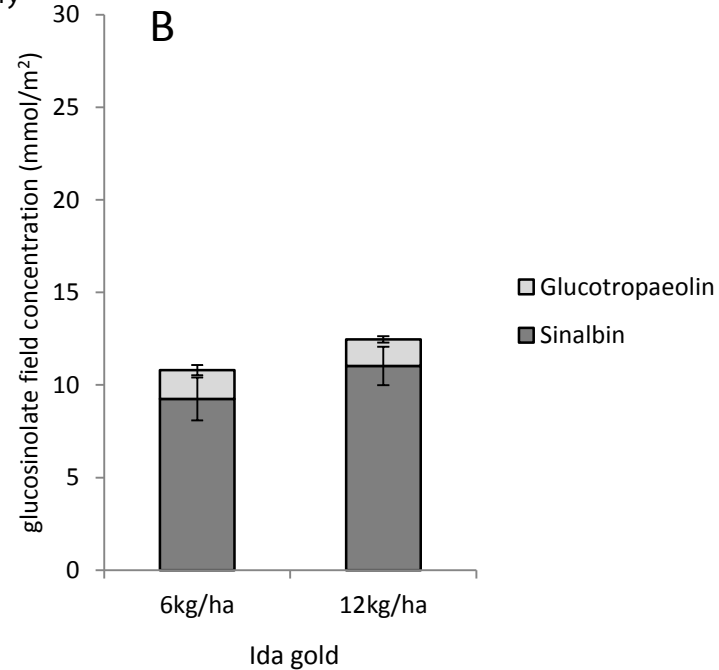 B
glucosinolate field concentration (mmol/m²)
30
25
20
15
10
5
0
Glucotropaeolin
Sinalbin
6kg/ha 12kg/ha
Ida gold